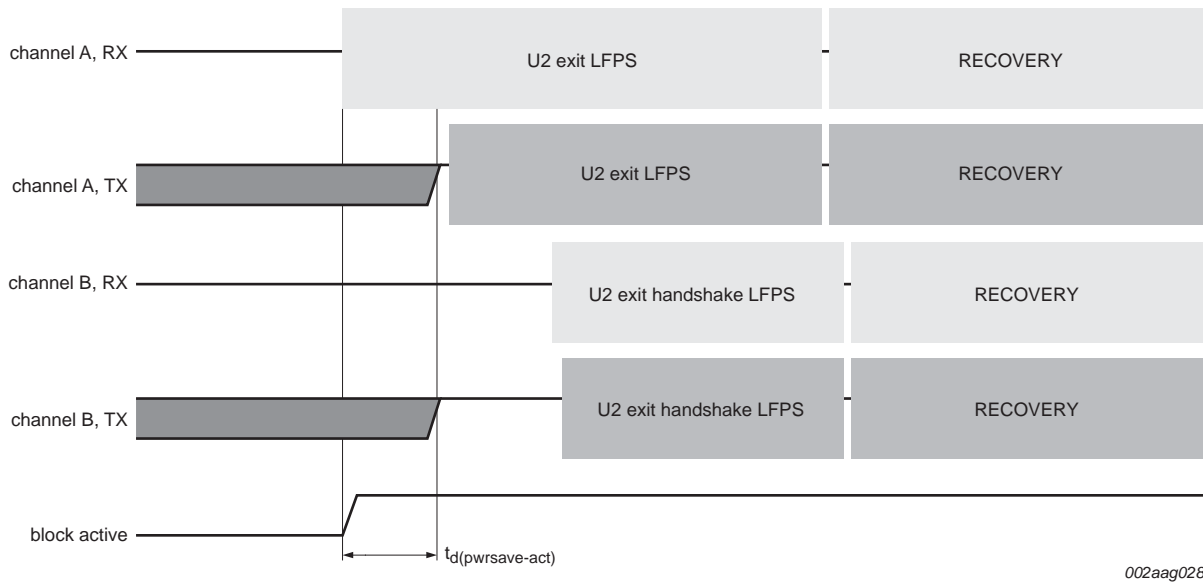 channel A, RX
U2 exit LFPS
RECOVERY
channel A, TX
U2 exit LFPS
RECOVERY
channel B, RX
U2 exit handshake LFPS
RECOVERY
channel B, TX
U2 exit handshake LFPS
RECOVERY
block active
td(pwrsave-act)
002aag028